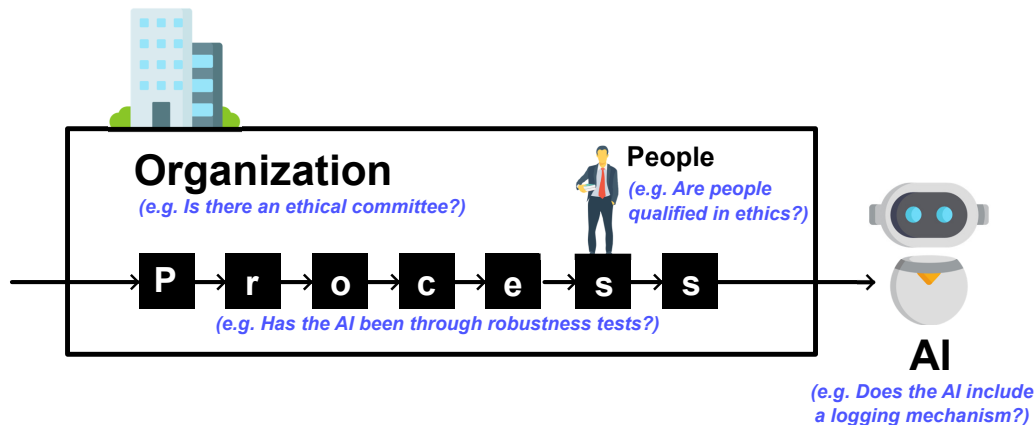 Organization
(e.g. Is there an ethical committee?)
People
(e.g. Are people
qualified in ethics?)
P r o c e s s
(e.g. Has the AI been through robustness tests?)
AI
(e.g. Does the AI include
a logging mechanism?)